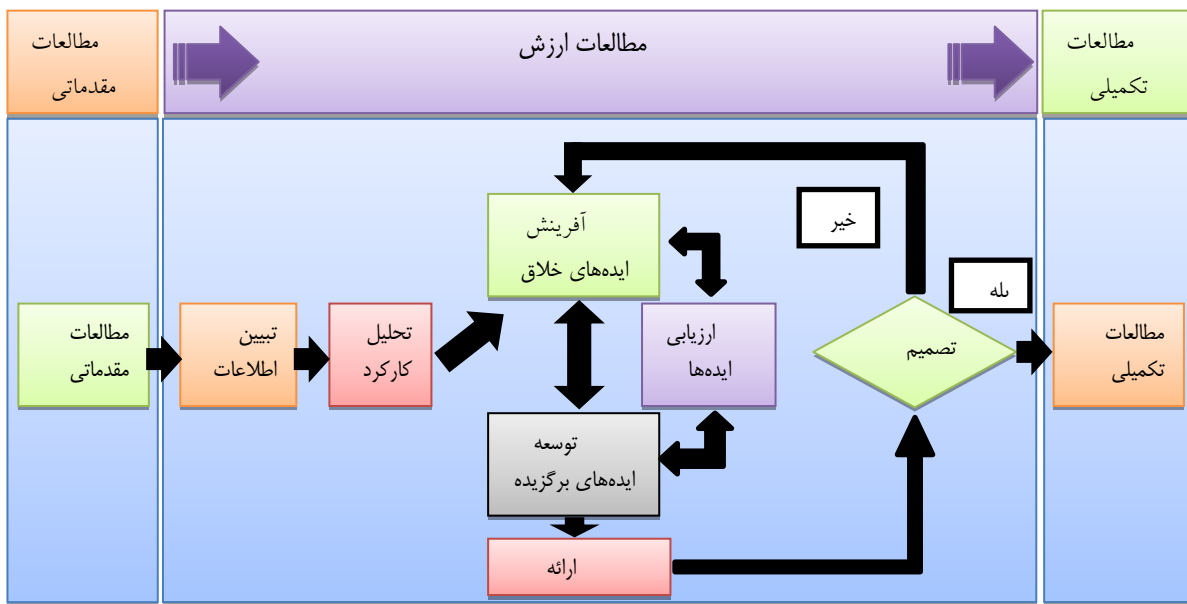 مطالعات
مقدماتی
مطالعات ارزش
مطالعات
تکمیلی
مطالعات
مقدماتی
تبیین
اطلاعات
تحلیل
کارکرد
آفرینش
ایده‌های خلاق
ارزیابی
ایده‌ها
توسعه
ایده‌های برگزیده
ارائه
تصمیم
خیر
بله
مطالعات
تکمیلی